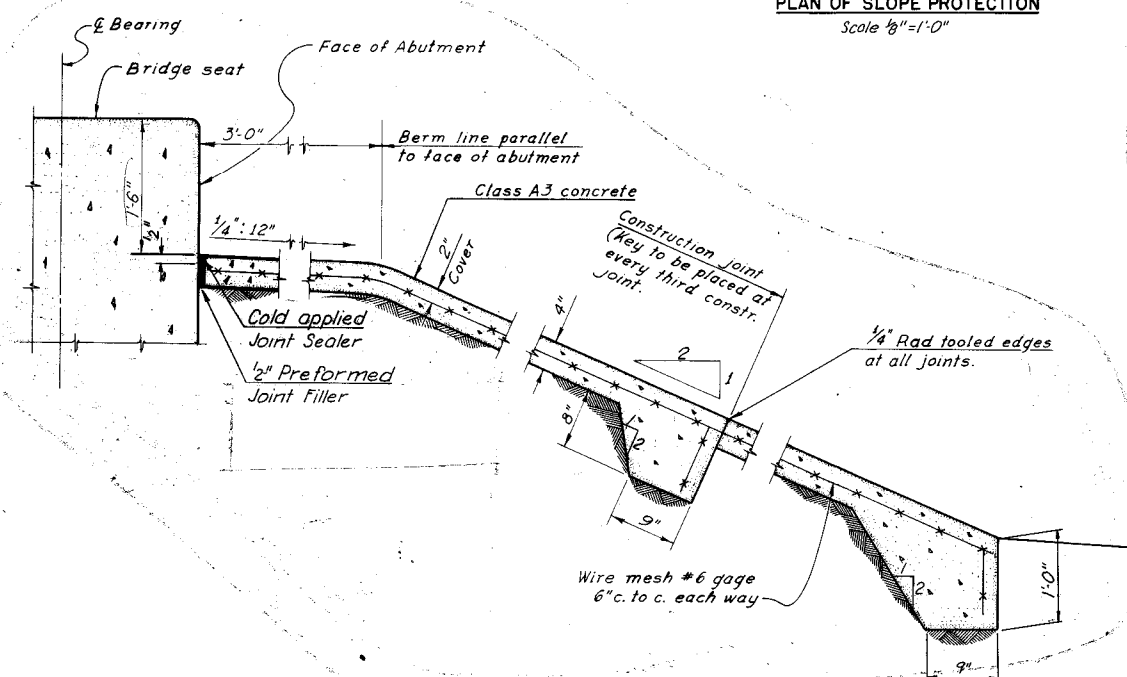 PLAN OF SLOPE PROTECTION
Scale 1/8"=1'-0"
℄ Bearing
Face of Abutment
Bridge seat
3'-0"
Berm line parallel
to face of abutment
1'-6"
1/2"
1/4" : 12"
Class A3 concrete
2"
Cover
Construction joint
(Key to be placed at
every third constr.
joint.
4"
2
1
1/4" Rad tooled edges
at all joints.
Cold applied
Joint Sealer
1/2" Preformed
Joint Filler
8"
1
2
9"
Wire mesh #6 gage
6" c. to c. each way
1
2
1'-0"
9"